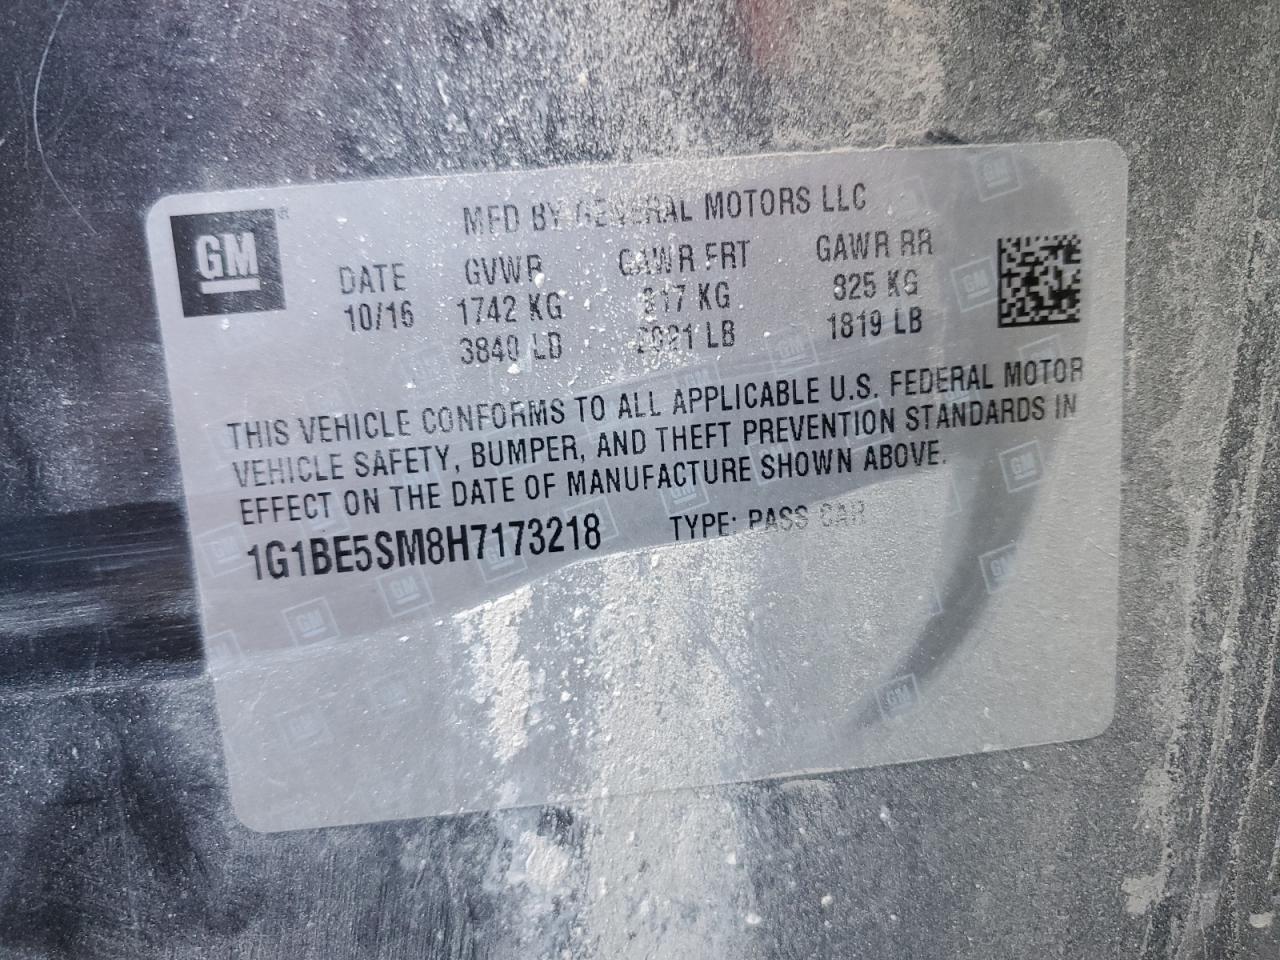 GM
MFD BY GENERAL MOTORS LLC
DATE GVWR GAWR FRT GAWR RR
10/16 1742 KG 917 KG 825 KG
3840 LB LB 1819 LB
THIS VEHICLE CONFORMS TO ALL APPLICABLE U.S. FEDERAL MOTOR
VEHICLE SAFETY, BUMPER, AND THEFT PREVENTION STANDARDS IN
EFFECT ON THE DATE OF MANUFACTURE SHOWN ABOVE.
1G1BE5SM8H7173218 TYPE: PASS CAR